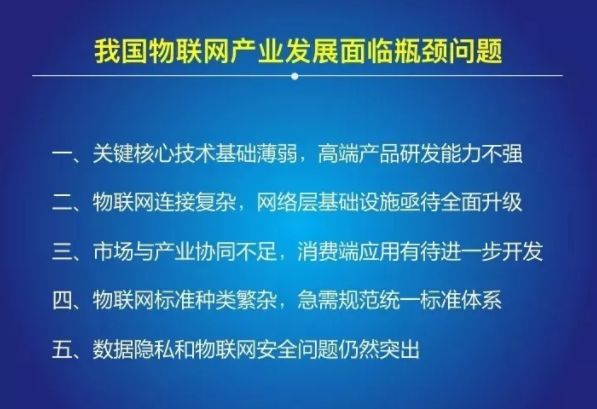 我国物联网产业发展面临瓶颈问题
一、关键核心技术基础薄弱，高端产品研发能力不强
二、物联网连接复杂，网络层基础设施亟待全面升级
三、市场与产业协同不足，消费端应用有待进一步开发
四、物联网标准种类繁杂，急需规范统一标准体系
五、数据隐私和物联网安全问题仍然突出